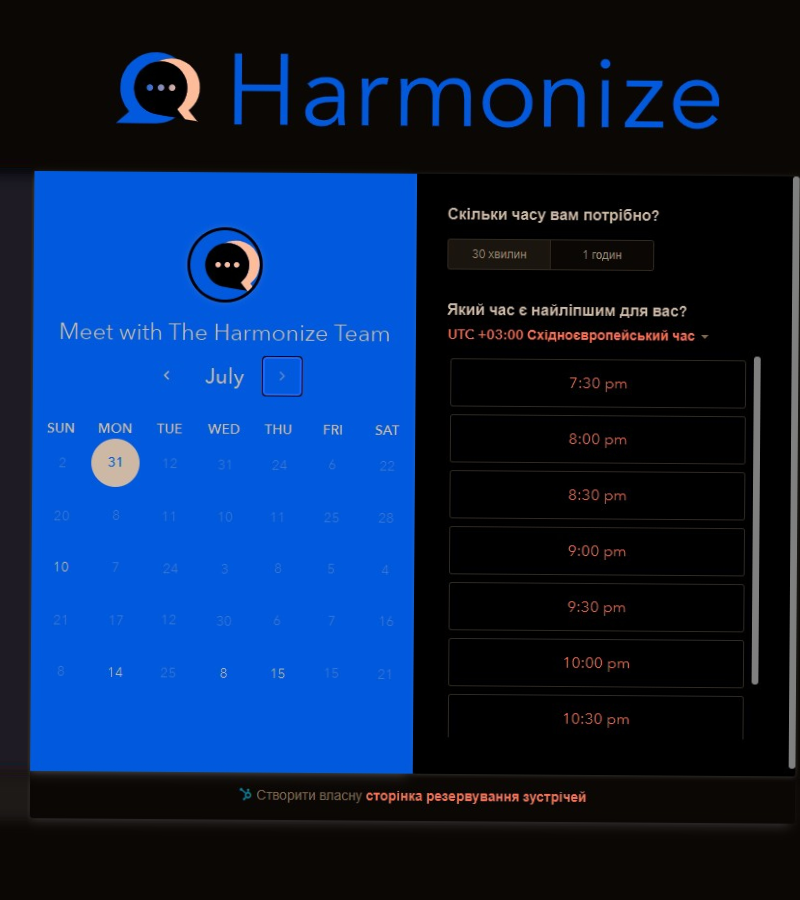 Harmonize
Meet with The Harmonize Team
July
SUN MON TUE WED THU FRI SAT
2 31 12 31 24 6 22
20 8 11 10 11 25 28
10 7 24 3 8 5 4
21 17 12 30 6 7 16
8 14 25 8 15 15 21
Скільки часу вам потрібно?
30 хвилин 1 годин
Який час є найліпшим для вас?
UTC +03:00 Східноєвропейський час
7:30 pm
8:00 pm
8:30 pm
9:00 pm
9:30 pm
10:00 pm
10:30 pm
Створити власну сторінка резервування зустрічей